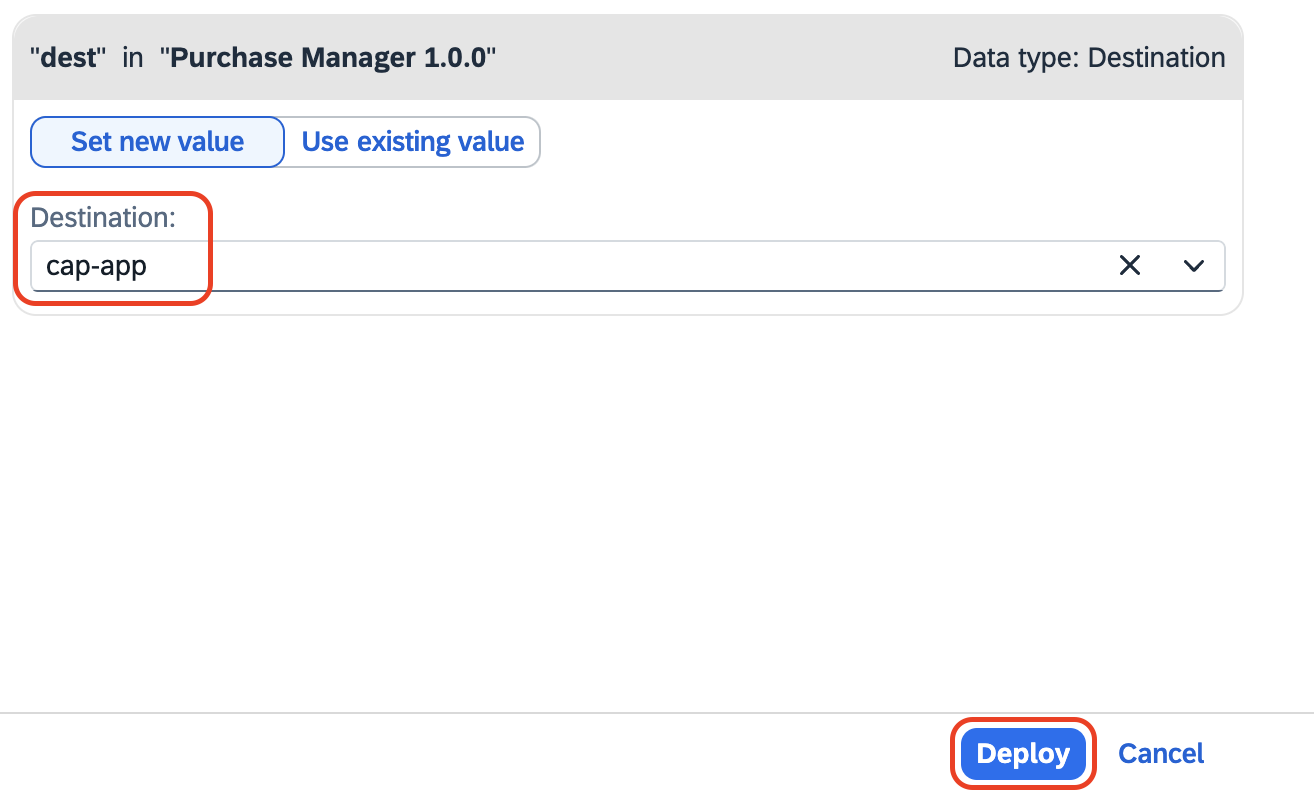 "dest" in "Purchase Manager 1.0.0" Data type: Destination
Set new value Use existing value
Destination:
cap-app
Deploy Cancel